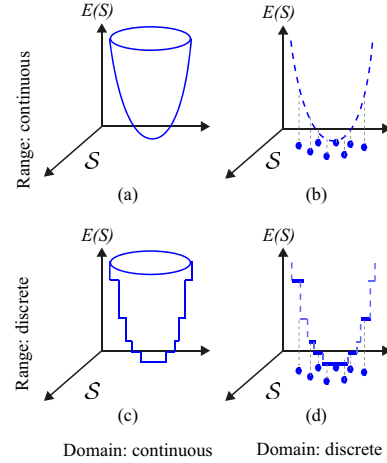 E(S)
E(S)
Range: continuous
S
S
(a)
(b)
E(S)
E(S)
Range: discrete
S
S
(c)
(d)
Domain: continuous
Domain: discrete